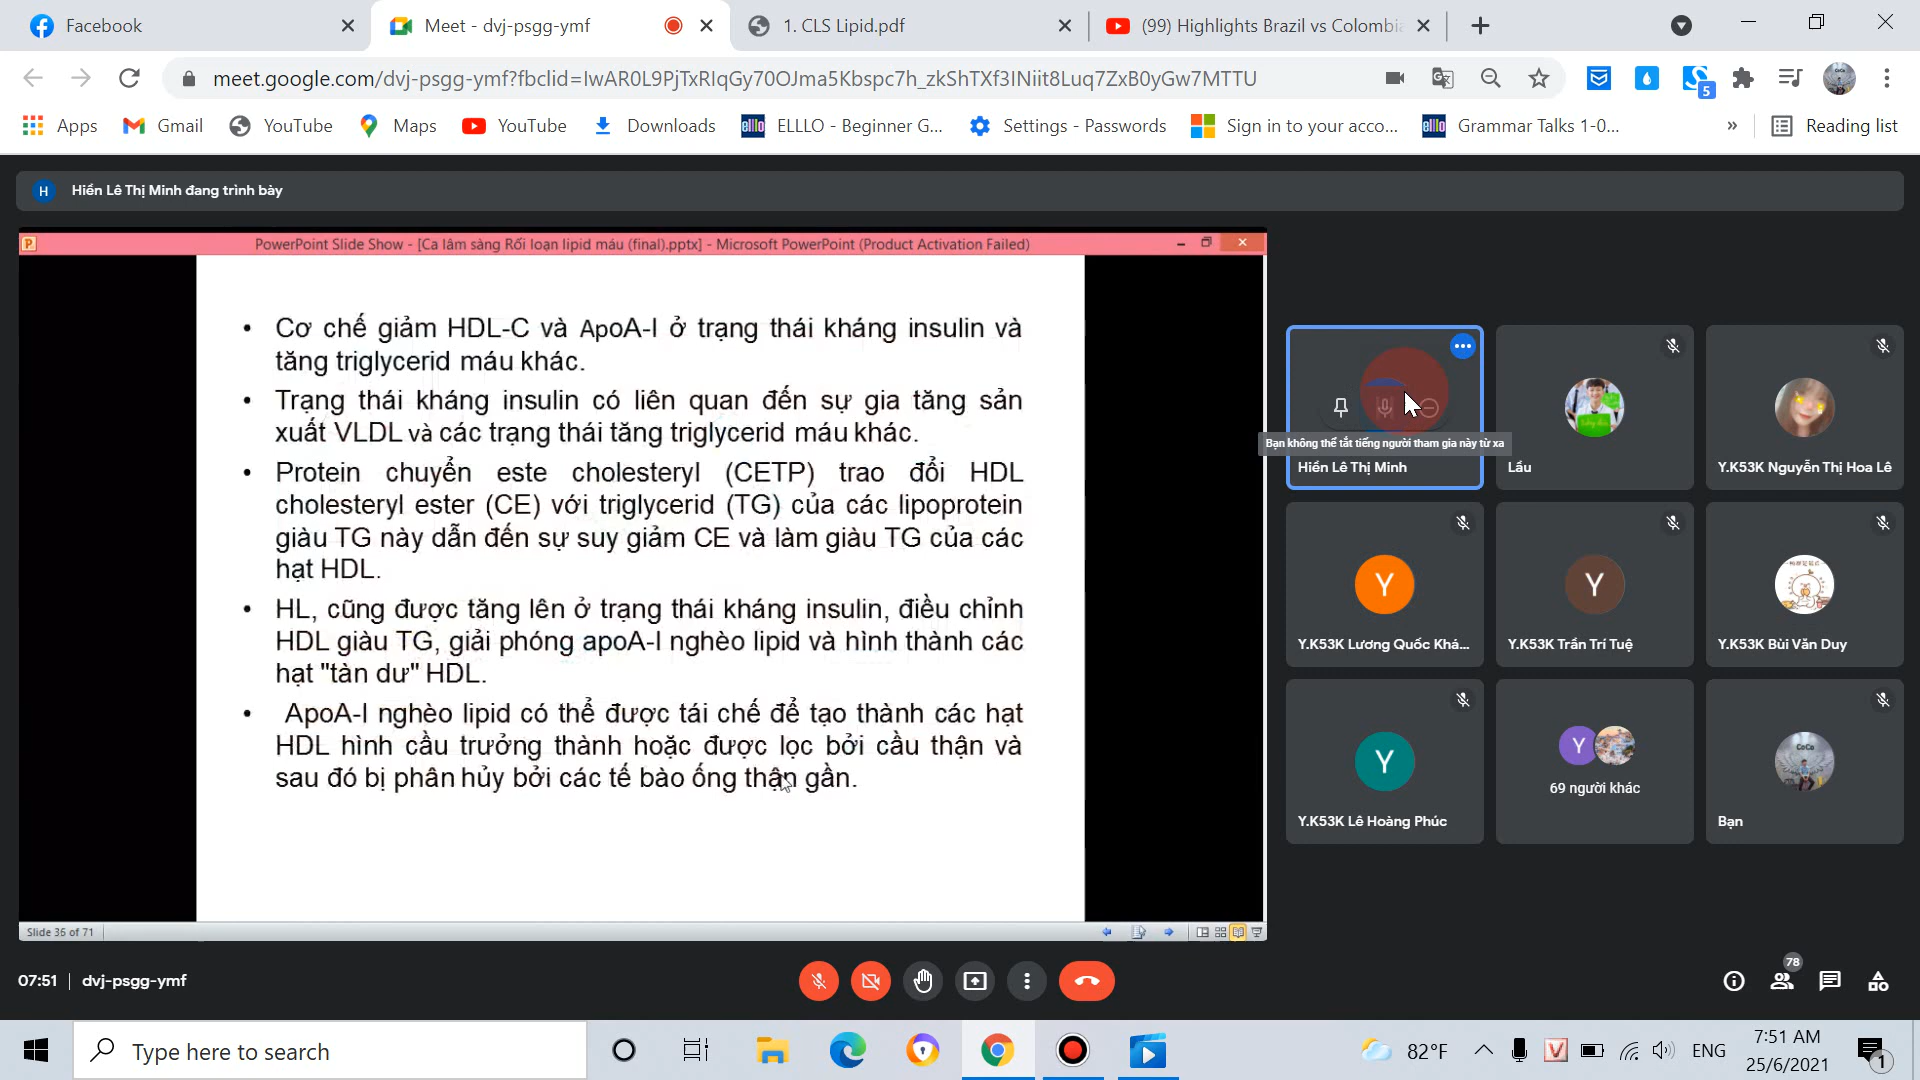 Facebook
Meet - dvj-psgg-ymf
1. CLS Lipid.pdf
(99) Highlights Brazil vs Colombia
meet.google.com/dvj-psgg-ymf?fbclid=IwAR0L9PjTxRIqGy70OJma5Kbspc7h_zkShTXf3INiit8Luq7ZxB0yGw7MTTU
5
Apps
Gmail
YouTube
Maps
YouTube
Downloads
elllo
ELLLO - Beginner G...
Settings - Passwords
Sign in to your acco...
elllo
Grammar Talks 1-0...
»
Reading list
H
Hiền Lê Thị Minh đang trình bày
PowerPoint Slide Show - [Ca lâm sàng Rối loạn lipid máu (final).pptx] - Microsoft PowerPoint (Product Activation Failed)
• Cơ chế giảm HDL-C và ApoA-I ở trạng thái kháng insulin và
tăng triglycerid máu khác.
• Trạng thái kháng insulin có liên quan đến sự gia tăng sản
xuất VLDL và các trạng thái tăng triglycerid máu khác.
• Protein chuyển este cholesteryl (CETP) trao đổi HDL
cholesteryl ester (CE) với triglycerid (TG) của các lipoprotein
giàu TG này dẫn đến sự suy giảm CE và làm giàu TG của các
hạt HDL.
• HL, cũng được tăng lên ở trạng thái kháng insulin, điều chỉnh
HDL giàu TG, giải phóng apoA-I nghèo lipid và hình thành các
hạt "tàn dư" HDL.
• ApoA-I nghèo lipid có thể được tái chế để tạo thành các hạt
HDL hình cầu trưởng thành hoặc được lọc bởi cầu thận và
sau đó bị phân hủy bởi các tế bào ống thận gần.
Slide 36 of 71
Bạn không thể tắt tiếng người tham gia này từ xa
Hiền Lê Thị Minh
Lầu
Y.K53K Nguyễn Thị Hoa Lê
Y
Y
Y.K53K Lương Quốc Khá...
Y.K53K Trần Trí Tuệ
Y.K53K Bùi Văn Duy
Y
Y
CoCo
69 người khác
Y.K53K Lê Hoàng Phúc
Bạn
07:51 | dvj-psgg-ymf
78
Type here to search
82°F
V
ENG
7:51 AM
25/6/2021
1